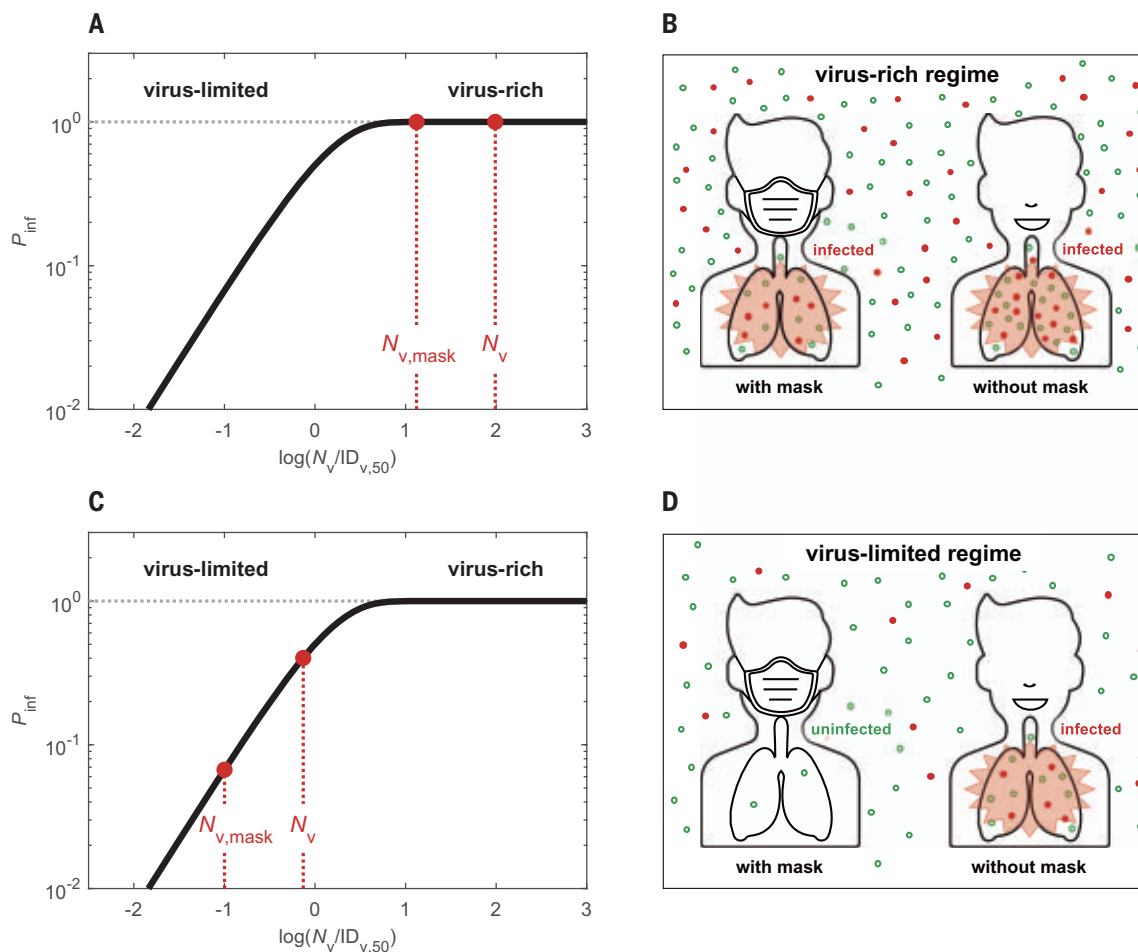 A
virus-limited
virus-rich
10^0
10^-1
10^-2
P_inf
N_v,mask
N_v
-2
-1
0
1
2
3
log(N_v/ID_v,50)
B
virus-rich regime
infected
infected
with mask
without mask
C
virus-limited
virus-rich
10^0
10^-1
10^-2
P_inf
N_v,mask
N_v
-2
-1
0
1
2
3
log(N_v/ID_v,50)
D
virus-limited regime
uninfected
infected
with mask
without mask